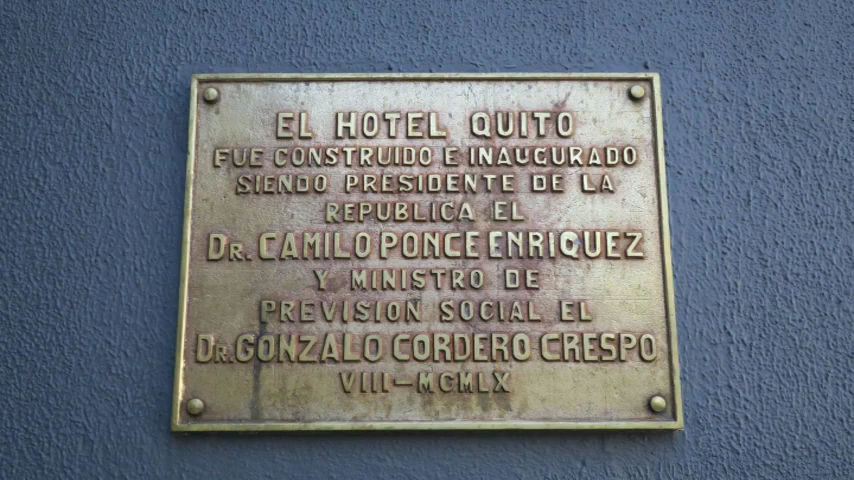 EL HOTEL QUITO
FUE CONSTRUIDO E INAUGURADO
SIENDO PRESIDENTE DE LA
REPUBLICA EL
DR. CAMILO PONCE ENRIQUEZ
Y MINISTRO DE
PREVISION SOCIAL EL
DR. GONZALO CORDERO CRESPO
VIII-MCMLX